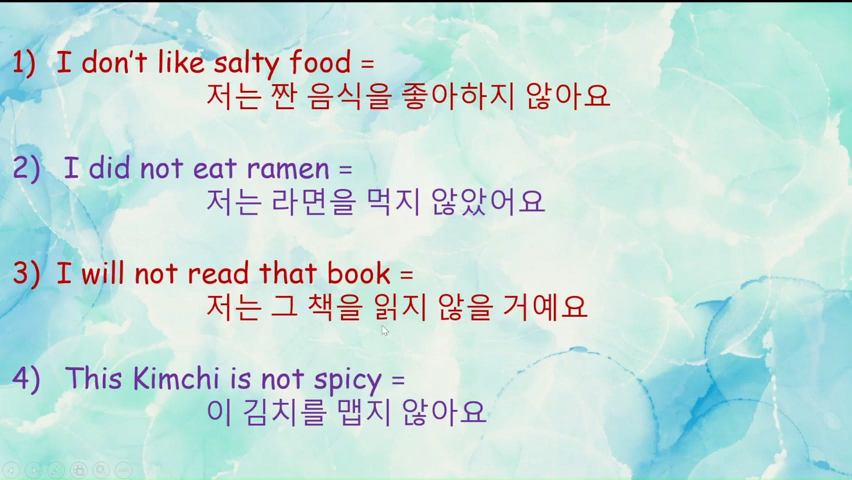 1) I don't like salty food =
저는 짠 음식을 좋아하지 않아요
2) I did not eat ramen =
저는 라면을 먹지 않았어요
3) I will not read that book =
저는 그 책을 읽지 않을 거예요
4) This Kimchi is not spicy =
이 김치를 맵지 않아요